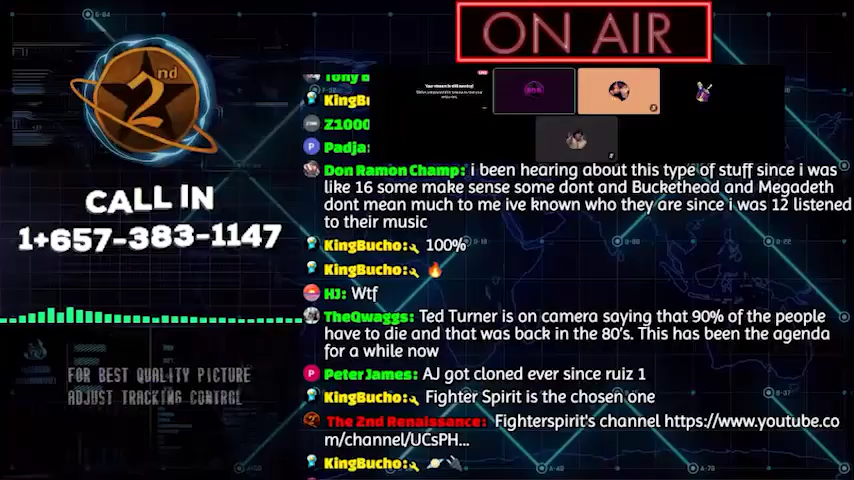 ON AIR
2nd
2
CALL IN
1+657-383-1147
FOR BEST QUALITY PICTURE
ADJUST TRACKING CONTROL
Tony
KingBu
Z1000
Padja:
Don Ramon Champ: i been hearing about this type of stuff since i was
like 16 some make sense some dont and Buckethead and Megadeth
dont mean much to me ive known who they are since i was 12 listened
to their music
KingBucho: 100%
KingBucho: 🔥
HJ: Wtf
TheQwaggs: Ted Turner is on camera saying that 90% of the people
have to die and that was back in the 80's. This has been the agenda
for a while now
Peter James: AJ got cloned ever since ruiz 1
KingBucho: Fighter Spirit is the chosen one
The 2nd Renaissance: Fighterspirit's channel https://www.youtube.co
m/channel/UCsPH...
KingBucho: 🪐🔌